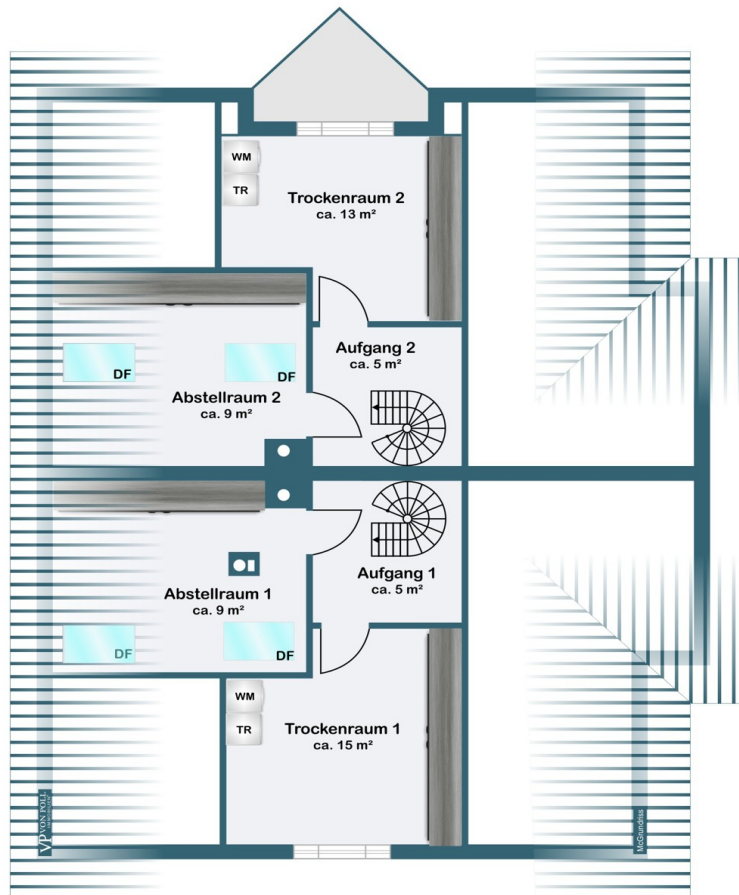 WM
TR
Trockenraum 2
ca. 13 m²
Aufgang 2
ca. 5 m²
DF
DF
Abstellraum 2
ca. 9 m²
Abstellraum 1
ca. 9 m²
Aufgang 1
ca. 5 m²
DF
DF
WM
TR
Trockenraum 1
ca. 15 m²
VP VON POLL
McGrundriss